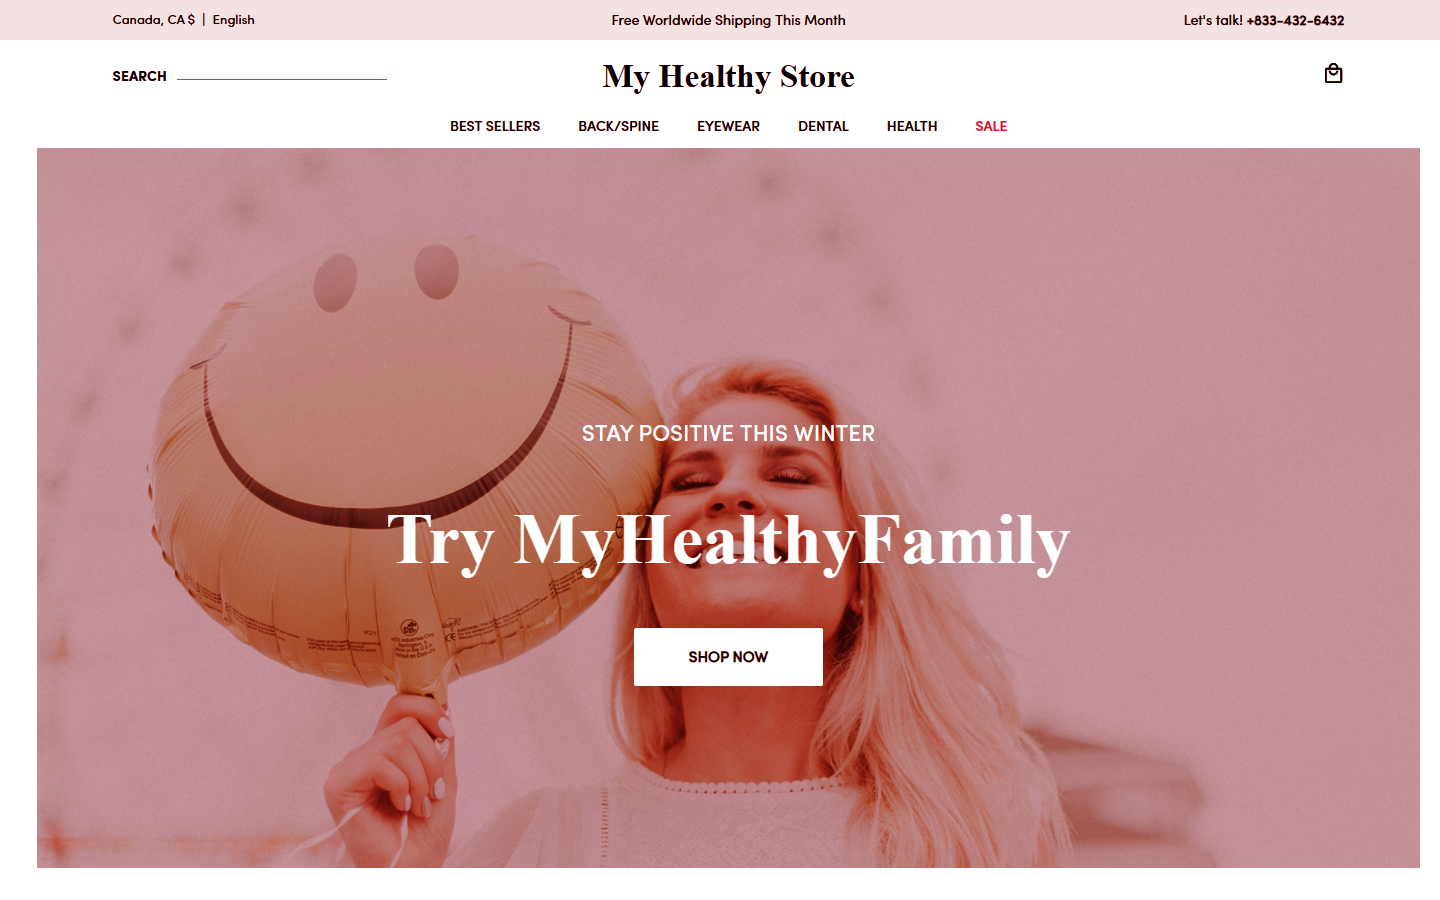 Canada, CA $ | English
Free Worldwide Shipping This Month
Let's talk! +833-432-6432
SEARCH
My Healthy Store
BEST SELLERS BACK/SPINE EYEWEAR DENTAL HEALTH SALE
STAY POSITIVE THIS WINTER
Try MyHealthyFamily
SHOP NOW